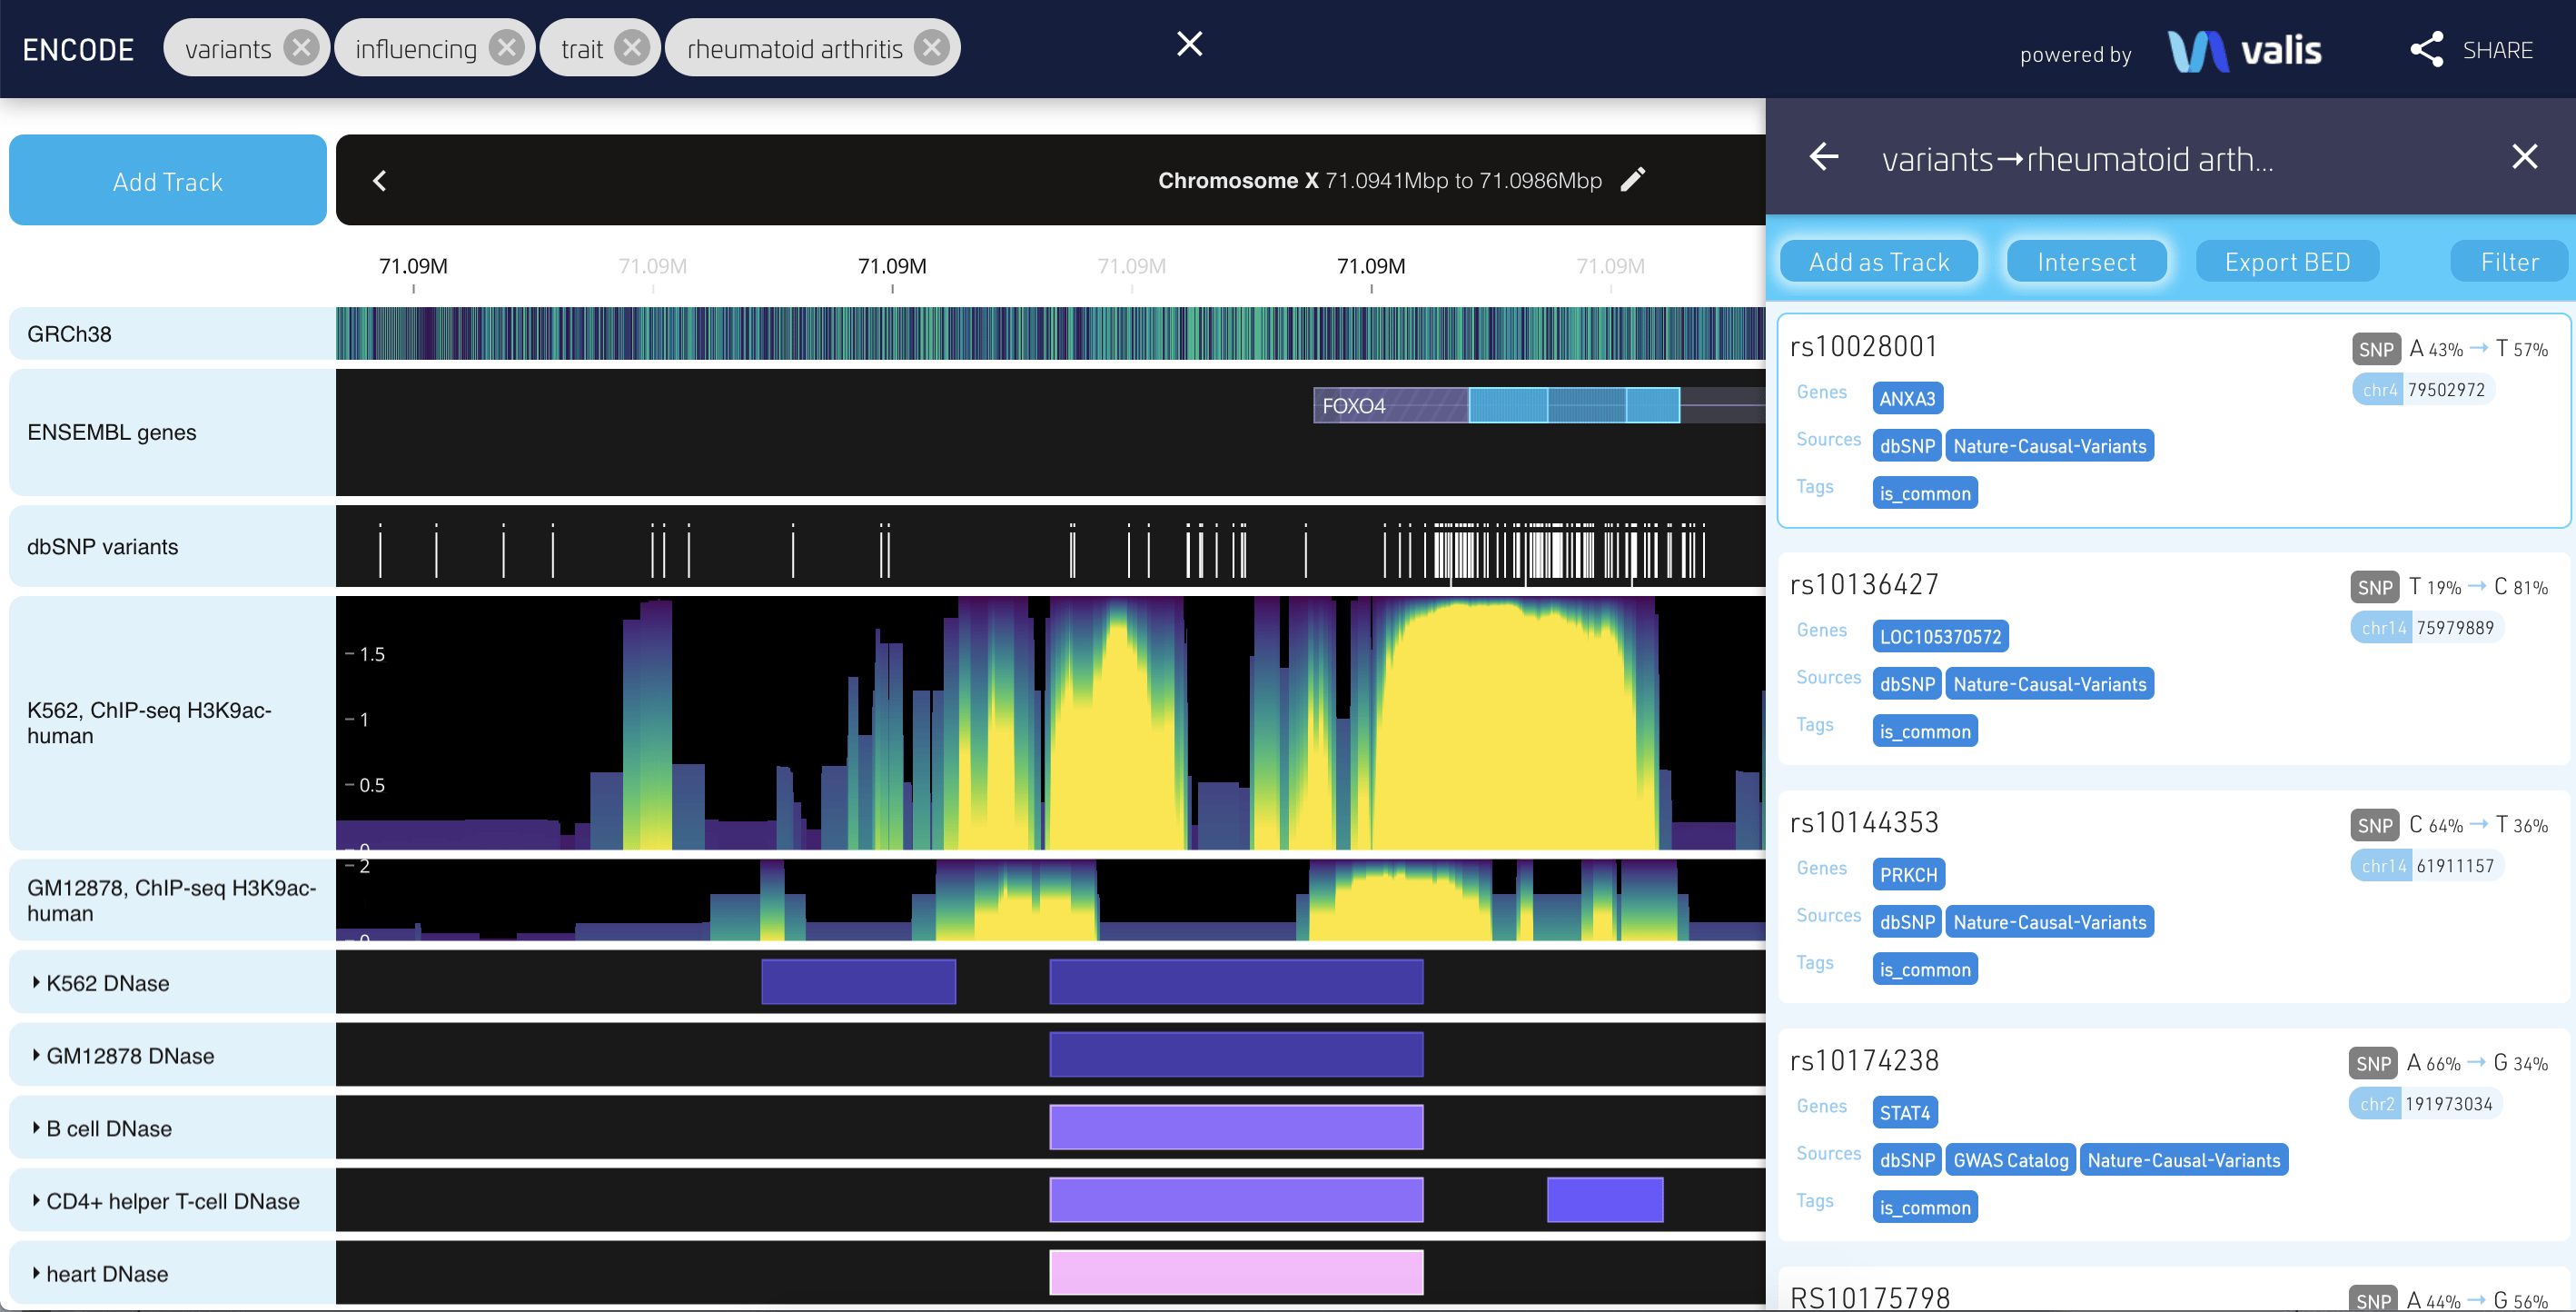 ENCODE variants influencing trait rheumatoid arthritis powered by valis SHARE
Add Track
Chromosome X 71.0941Mbp to 71.0986Mbp
71.09M 71.09M 71.09M 71.09M 71.09M 71.09M
GRCh38
ENSEMBL genes
FOXO4
dbSNP variants
K562, ChIP-seq H3K9ac-
human
1.5
1
0.5
0
GM12878, ChIP-seq H3K9ac-
human
2
0
K562 DNase
GM12878 DNase
B cell DNase
CD4+ helper T-cell DNase
heart DNase
variants→rheumatoid arth...
Add as Track Intersect Export BED Filter
rs10028001 SNP A 43% → T 57%
chr4 79502972
Genes ANXA3
Sources dbSNP Nature-Causal-Variants
Tags is_common
rs10136427 SNP T 19% → C 81%
chr14 75979889
Genes LOC105370572
Sources dbSNP Nature-Causal-Variants
Tags is_common
rs10144353 SNP C 64% → T 36%
chr14 61911157
Genes PRKCH
Sources dbSNP Nature-Causal-Variants
Tags is_common
rs10174238 SNP A 66% → G 34%
chr2 191973034
Genes STAT4
Sources dbSNP GWAS Catalog Nature-Causal-Variants
Tags is_common
RS10175798 SNP A 44% → G 56%